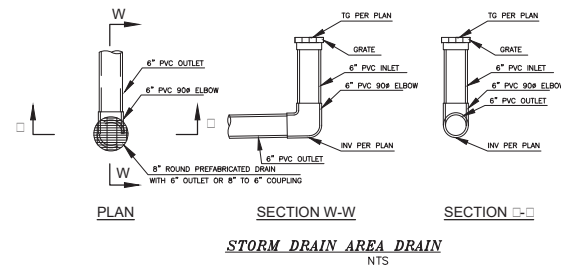 W
6" PVC OUTLET
6" PVC 90ø ELBOW
W
8" ROUND PREFABRICATED DRAIN
WITH 6" OUTLET OR 8" TO 6" COUPLING
PLAN
TG PER PLAN
GRATE
6" PVC INLET
6" PVC 90ø ELBOW
INV PER PLAN
6" PVC OUTLET
SECTION W-W
TG PER PLAN
GRATE
6" PVC INLET
6" PVC 90ø ELBOW
6" PVC OUTLET
INV PER PLAN
SECTION □-□
STORM DRAIN AREA DRAIN
NTS